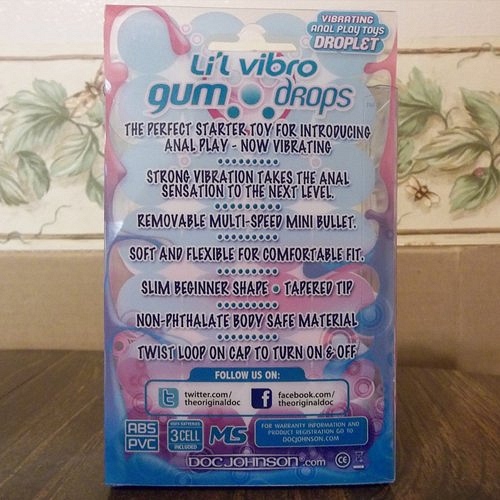 VIBRATING
ANAL PLAY TOYS
DROPLET
Li'l vibro
gum drops
THE PERFECT STARTER TOY FOR INTRODUCING
ANAL PLAY - NOW VIBRATING
STRONG VIBRATION TAKES THE ANAL
SENSATION TO THE NEXT LEVEL.
REMOVABLE MULTI-SPEED MINI BULLET.
SOFT AND FLEXIBLE FOR COMFORTABLE FIT.
SLIM BEGINNER SHAPE • TAPERED TIP
NON-PHTHALATE BODY SAFE MATERIAL
TWIST LOOP ON CAP TO TURN ON & OFF
FOLLOW US ON:
twitter.com/
theoriginaldoc
facebook.com/
theoriginaldoc
ABS
PVC
BATTERIES
3 CELL
INCLUDED
MS
FOR WARRANTY INFORMATION AND
PRODUCT REGISTRATION GO TO
DOCJOHNSON.COM
DOC JOHNSON.com
CE